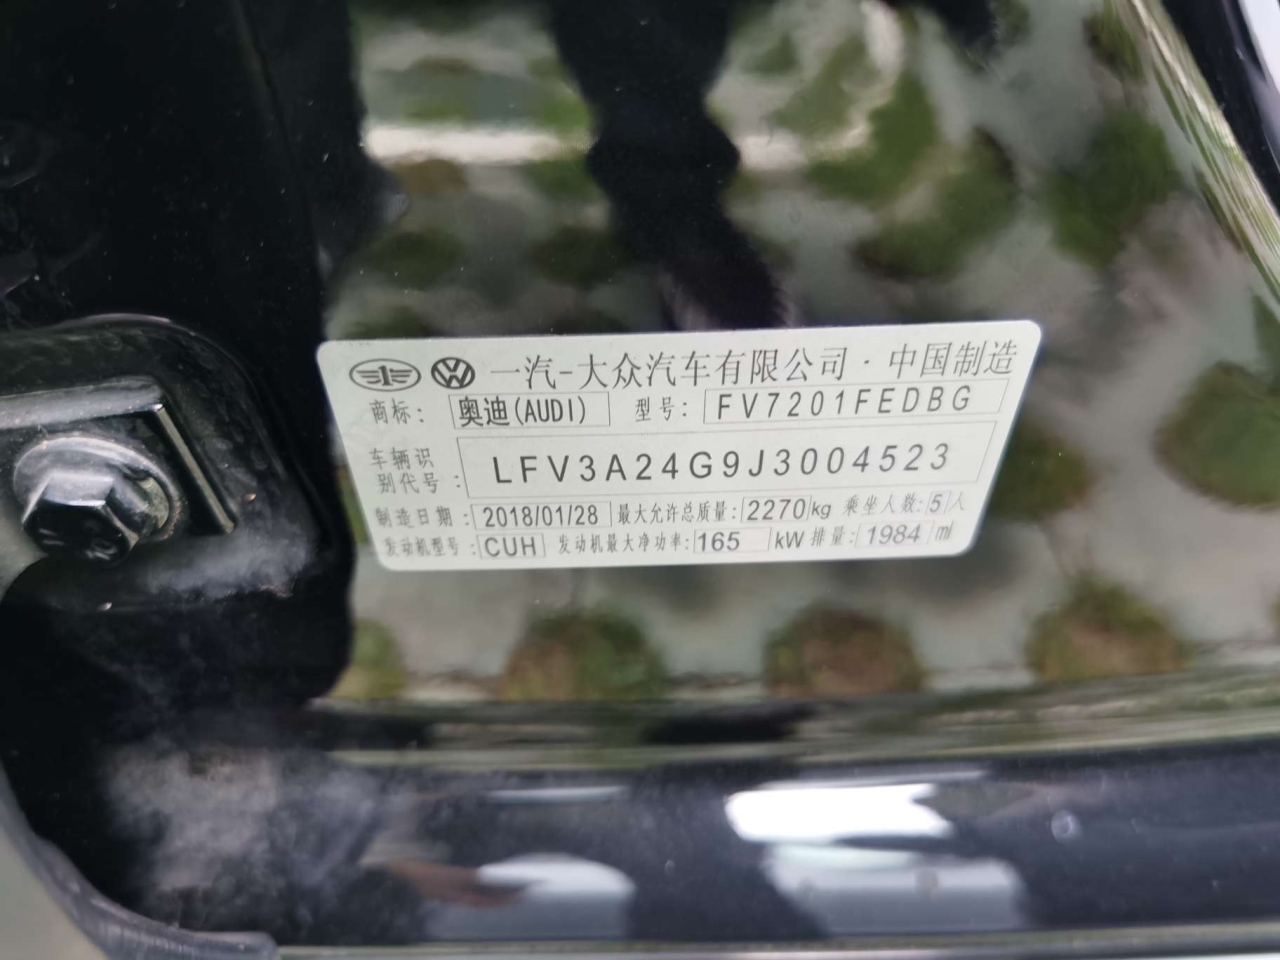 一汽-大众汽车有限公司·中国制造
商标: 奥迪(AUDI) 型号: FV7201FEDBG
车辆识别代号: LFV3A24G9J3004523
制造日期: 2018/01/28 最大允许总质量: 2270 kg 乘坐人数: 5 人
发动机型号: CUH 发动机最大净功率: 165 kW 排量: 1984 ml